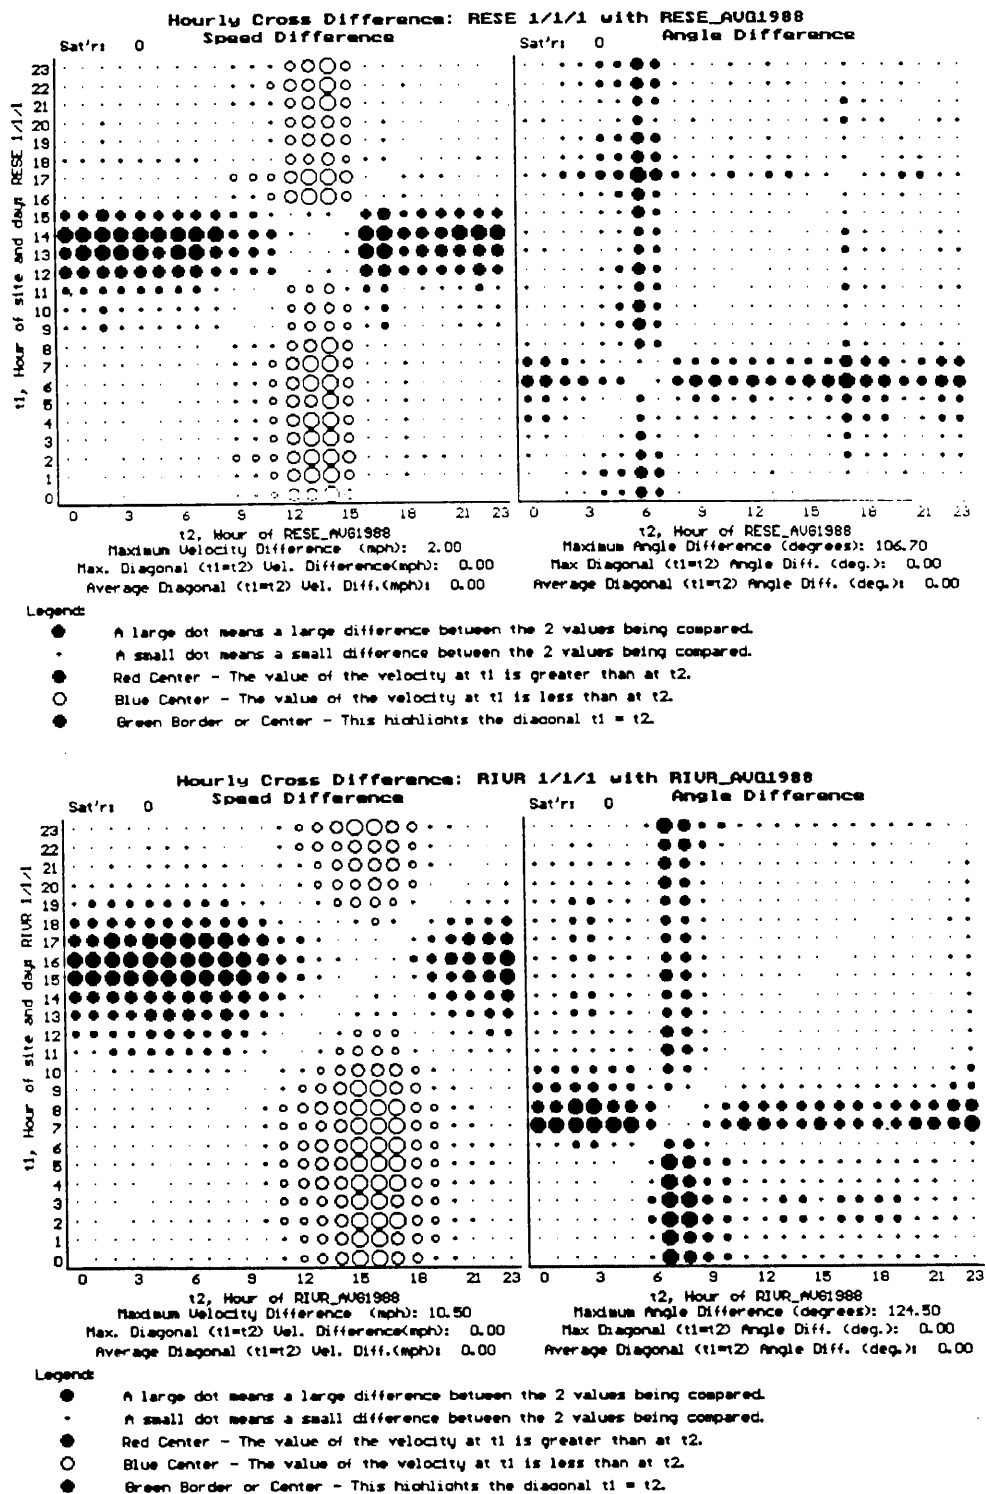 Hourly Cross Difference: RESE 1/1/1 with RESE_AUG1988
Sat'r: 0 Speed Difference
Sat'r: 0 Angle Difference
t1, Hour of site and days RESE 1/1/1
23
22
21
20
19
18
17
16
15
14
13
12
11
10
9
8
7
6
5
4
3
2
1
0
0 3 6 9 12 15 18 21 23
0 3 6 9 12 15 18 21 23
t2, Hour of RESE_AUG1988
Maximum Velocity Difference (mph): 2.00
Max. Diagonal (t1=t2) Vel. Difference(mph): 0.00
Average Diagonal (t1=t2) Vel. Diff.(mph): 0.00
t2, Hour of RESE_AUG1988
Maximum Angle Difference (degrees): 106.70
Max Diagonal (t1=t2) Angle Diff. (deg.): 0.00
Average Diagonal (t1=t2) Angle Diff. (deg.): 0.00
Legend:
A large dot means a large difference between the 2 values being compared.
A small dot means a small difference between the 2 values being compared.
Red Center - The value of the velocity at t1 is greater than at t2.
Blue Center - The value of the velocity at t1 is less than at t2.
Green Border or Center - This highlights the diagonal t1 = t2.
Hourly Cross Difference: RIVR 1/1/1 with RIVR_AUG1988
Sat'r: 0 Speed Difference
Sat'r: 0 Angle Difference
t1, Hour of site and days RIVR 1/1/1
23
22
21
20
19
18
17
16
15
14
13
12
11
10
9
8
7
6
5
4
3
2
1
0
0 3 6 9 12 15 18 21 23
0 3 6 9 12 15 18 21 23
t2, Hour of RIVR_AUG1988
Maximum Velocity Difference (mph): 10.50
Max. Diagonal (t1=t2) Vel. Difference(mph): 0.00
Average Diagonal (t1=t2) Vel. Diff.(mph): 0.00
t2, Hour of RIVR_AUG1988
Maximum Angle Difference (degrees): 124.50
Max Diagonal (t1=t2) Angle Diff. (deg.): 0.00
Average Diagonal (t1=t2) Angle Diff. (deg.): 0.00
Legend:
A large dot means a large difference between the 2 values being compared.
A small dot means a small difference between the 2 values being compared.
Red Center - The value of the velocity at t1 is greater than at t2.
Blue Center - The value of the velocity at t1 is less than at t2.
Green Border or Center - This highlights the diagonal t1 = t2.